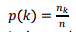 p(k) = n_k/n